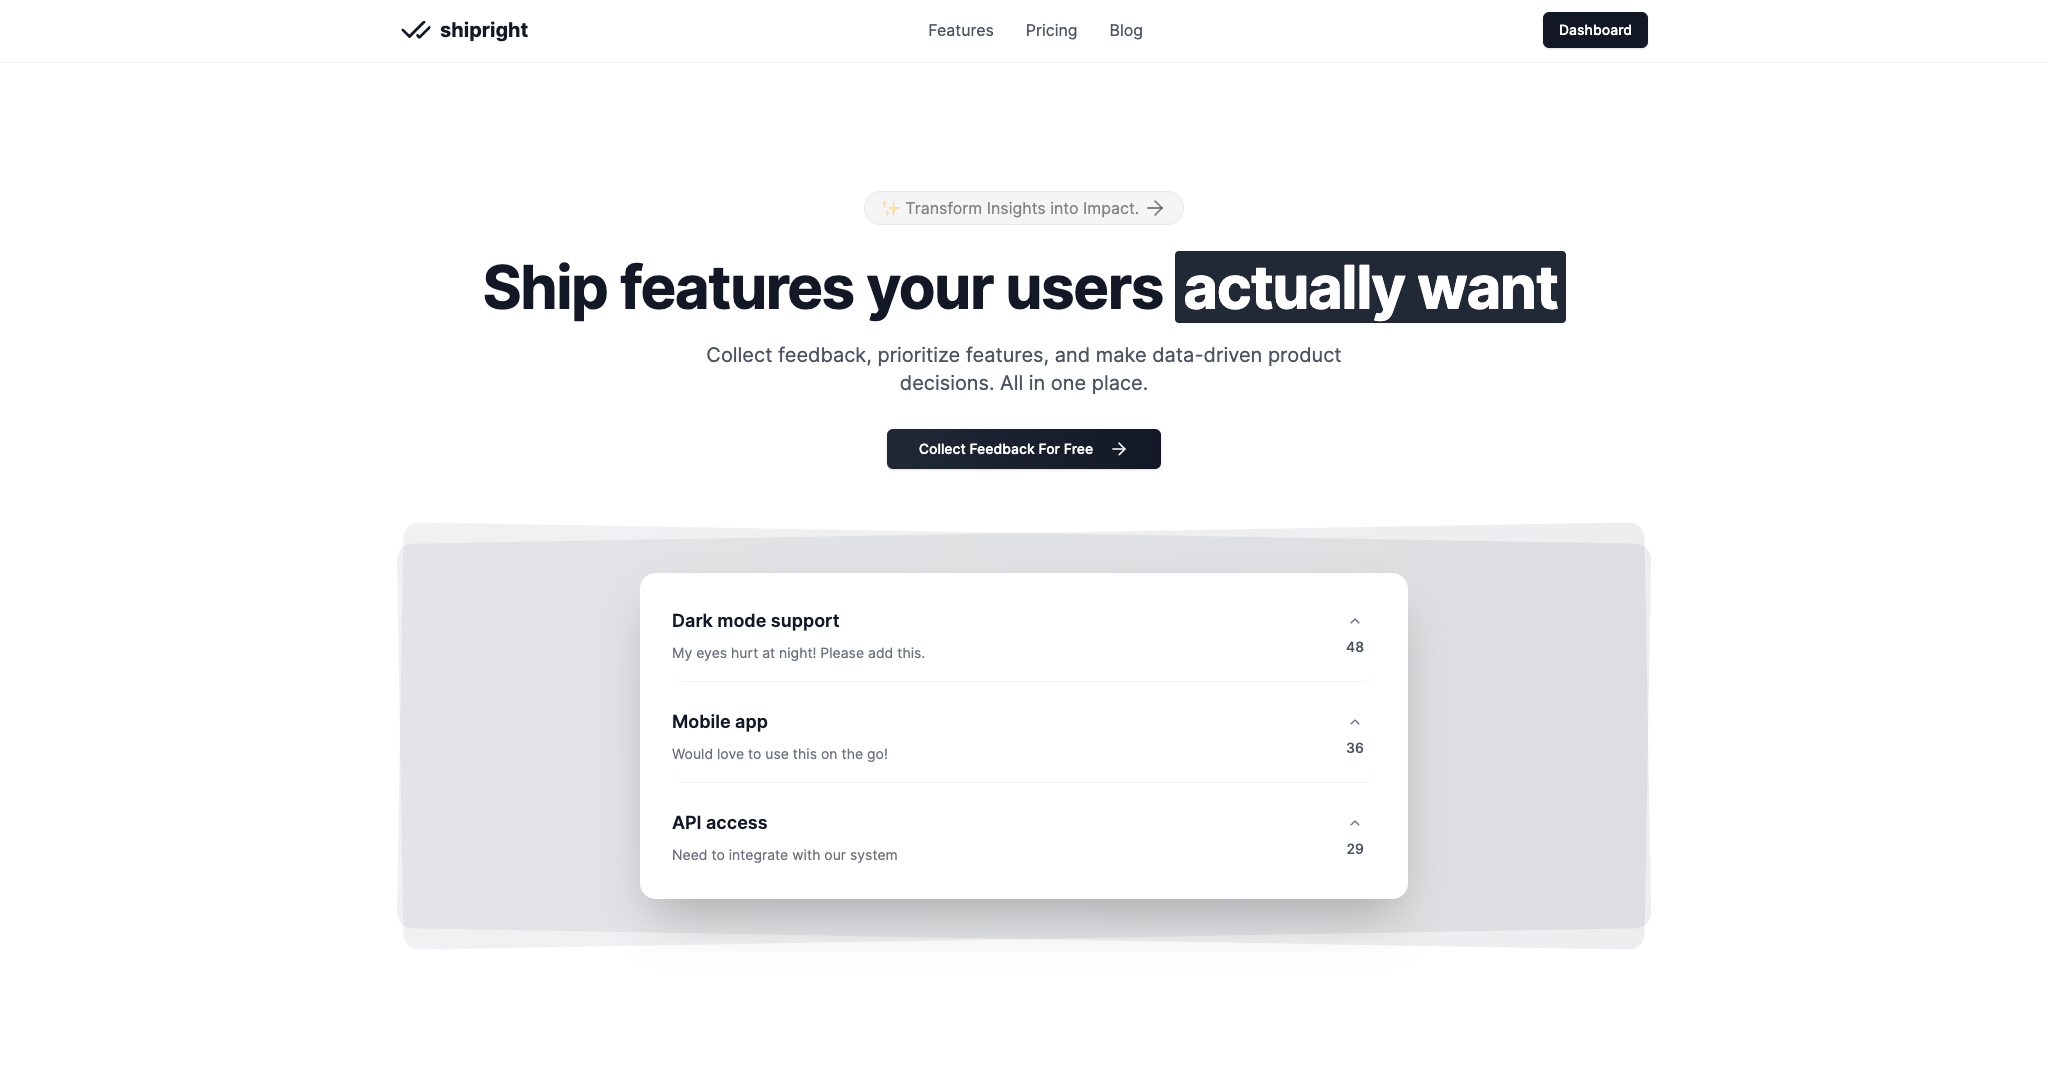 shipright
Features
Pricing
Blog
Dashboard
✨ Transform Insights into Impact.
Ship features your users actually want
Collect feedback, prioritize features, and make data-driven product
decisions. All in one place.
Collect Feedback For Free
Dark mode support
My eyes hurt at night! Please add this.
48
Mobile app
Would love to use this on the go!
36
API access
Need to integrate with our system
29